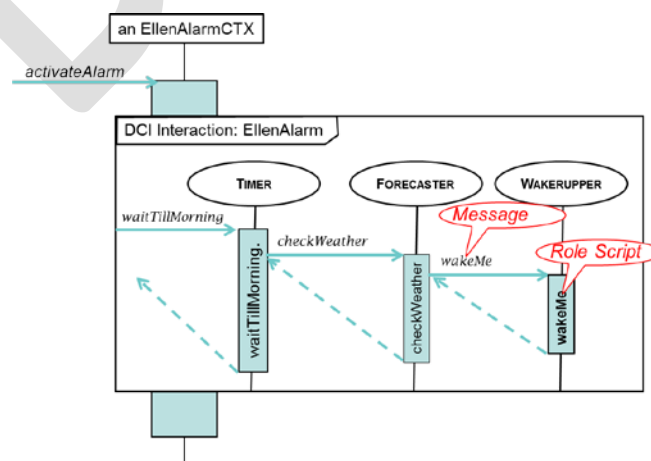 an EllenAlarmCTX
activateAlarm
DCI Interaction: EllenAlarm
TIMER
FORECASTER
WAKERUPPER
waitTillMorning
Message
checkWeather
wakeMe
Role Script
waitTillMorning.
checkWeather
wakeMe